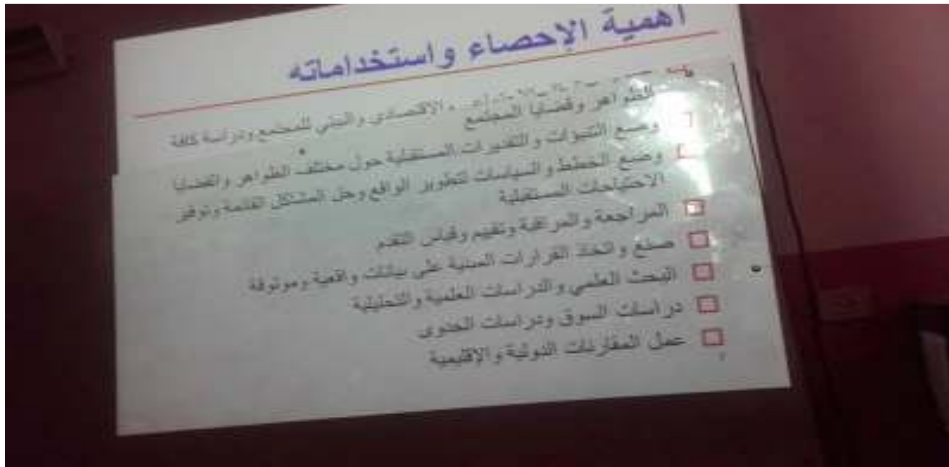 أهمية الإحصاء واستخداماته
الاقتصادي والبيئي للمجتمع ودراسة كافة
الظواهر وقضايا المجتمع
وضع التنبؤات والتقديرات المستقبلية حول مختلف الظواهر والقضايا
وضع الخطط والسياسات لتطوير الواقع وحل المشاكل القائمة وتوفير
الاحتياجات المستقبلية
المراجعة والمراقبة وتقييم وقياس التقدم
صنع واتخاذ القرارات المبنية على بيانات واقعية وموثوقة
البحث العلمي والدراسات العلمية والتحليلية
دراسات السوق ودراسات الجدوى
عمل المقارنات الدولية والإقليمية